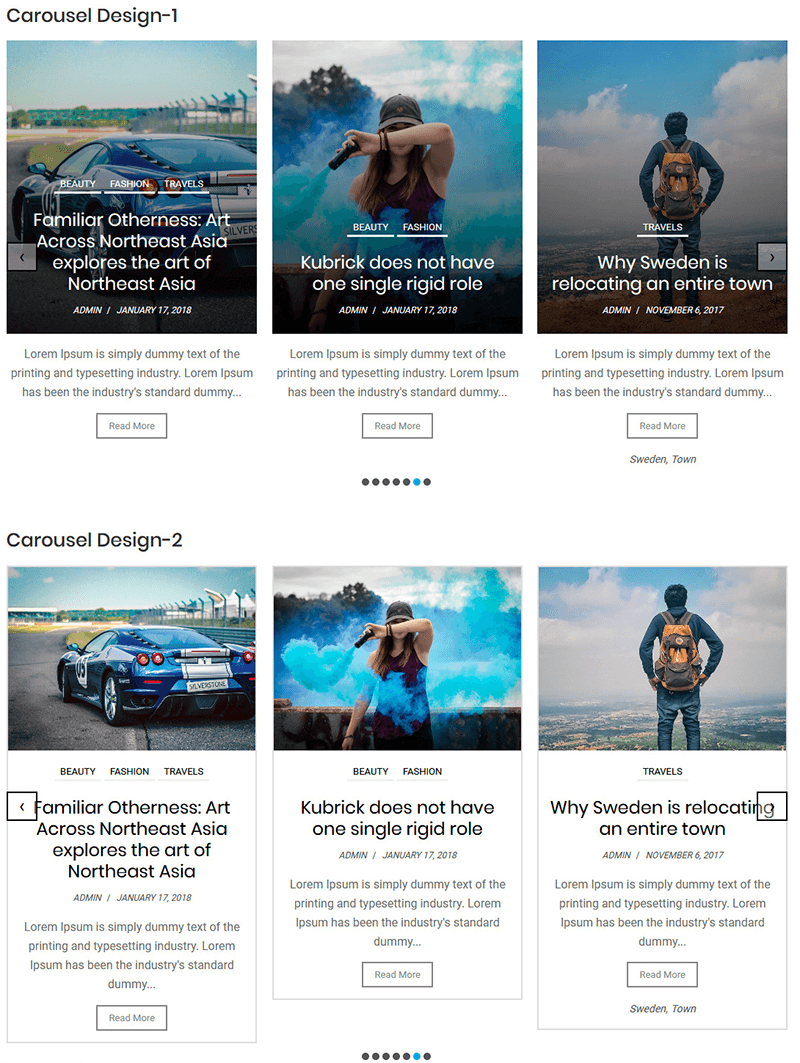 Carousel Design-1
BEAUTY FASHION TRAVELS
Familiar Otherness: Art
Across Northeast Asia
explores the art of
Northeast Asia
ADMIN / JANUARY 17, 2018
SILVERS
BEAUTY FASHION
Kubrick does not have
one single rigid role
ADMIN / JANUARY 17, 2018
TRAVELS
Why Sweden is
relocating an entire town
ADMIN / NOVEMBER 6, 2017
‹
›
Lorem Ipsum is simply dummy text of the
printing and typesetting industry. Lorem Ipsum
has been the industry's standard dummy...
Read More
Lorem Ipsum is simply dummy text of the
printing and typesetting industry. Lorem Ipsum
has been the industry's standard dummy...
Read More
Lorem Ipsum is simply dummy text of the
printing and typesetting industry. Lorem Ipsum
has been the industry's standard dummy...
Read More
Sweden, Town
Carousel Design-2
05
SILVERSTONE
BEAUTY FASHION TRAVELS
Familiar Otherness: Art
Across Northeast Asia
explores the art of
Northeast Asia
ADMIN / JANUARY 17, 2018
Lorem Ipsum is simply dummy text of the
printing and typesetting industry. Lorem
Ipsum has been the industry's standard
dummy...
Read More
BEAUTY FASHION
Kubrick does not have
one single rigid role
ADMIN / JANUARY 17, 2018
Lorem Ipsum is simply dummy text of the
printing and typesetting industry. Lorem
Ipsum has been the industry's standard
dummy...
Read More
TRAVELS
Why Sweden is relocating
an entire town
ADMIN / NOVEMBER 6, 2017
Lorem Ipsum is simply dummy text of the
printing and typesetting industry. Lorem
Ipsum has been the industry's standard
dummy...
Read More
Sweden, Town
‹
›